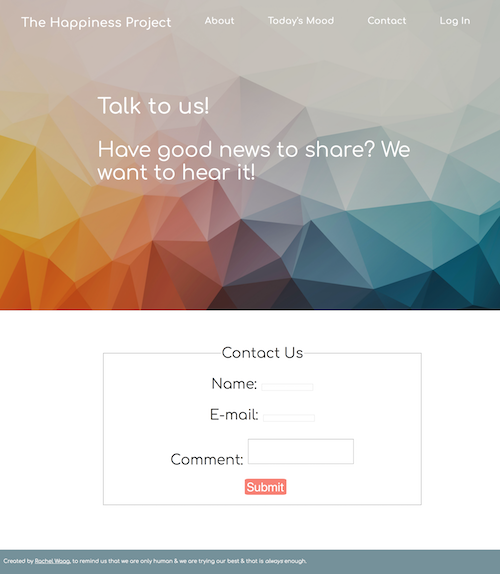 The Happiness Project About Today's Mood Contact Log In
Talk to us!
Have good news to share? We
want to hear it!
Contact Us
Name:
E-mail:
Comment:
Submit
Created by Rachel Waag, to remind us that we are only human & we are trying our best & that is always enough.